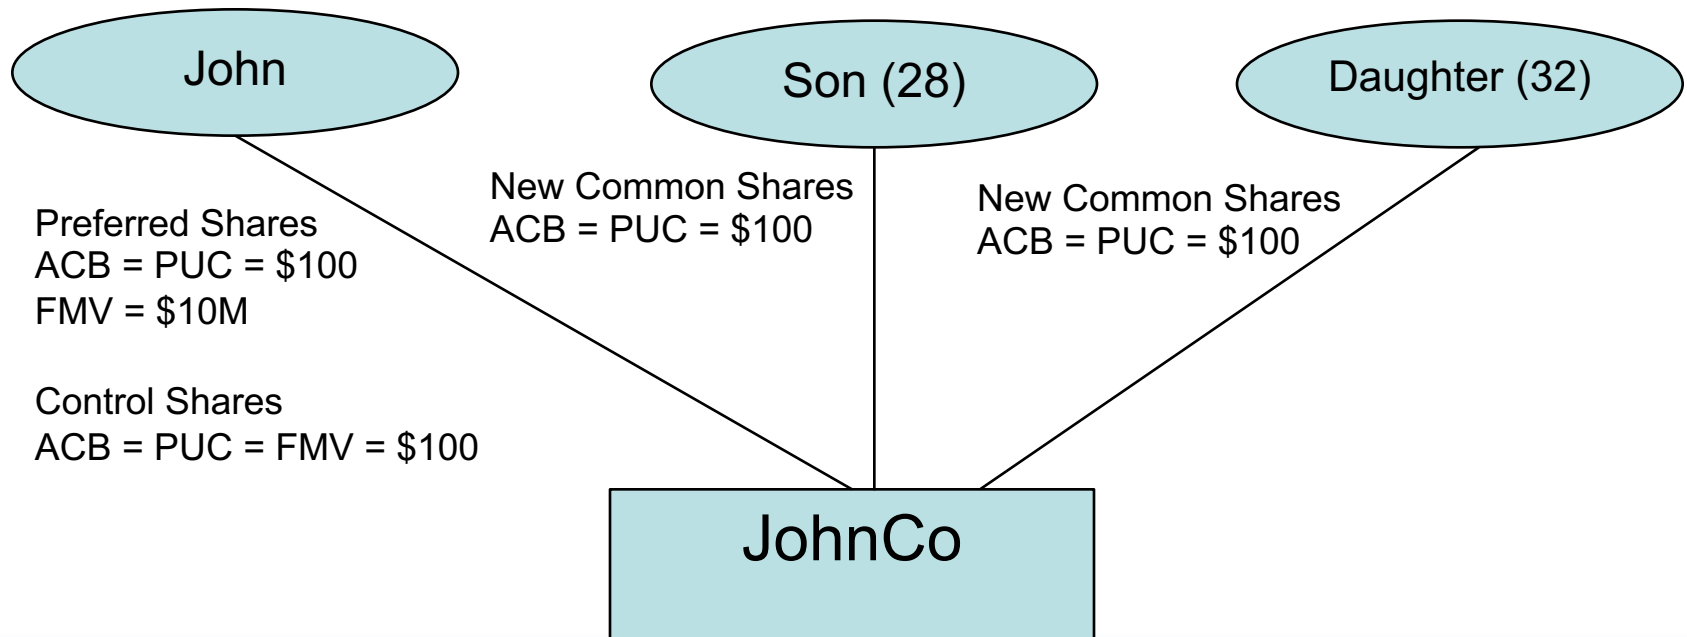 John
Son (28)
Daughter (32)
Preferred Shares
ACB = PUC = $100
FMV = $10M
Control Shares
ACB = PUC = FMV = $100
New Common Shares
ACB = PUC = $100
New Common Shares
ACB = PUC = $100
JohnCo